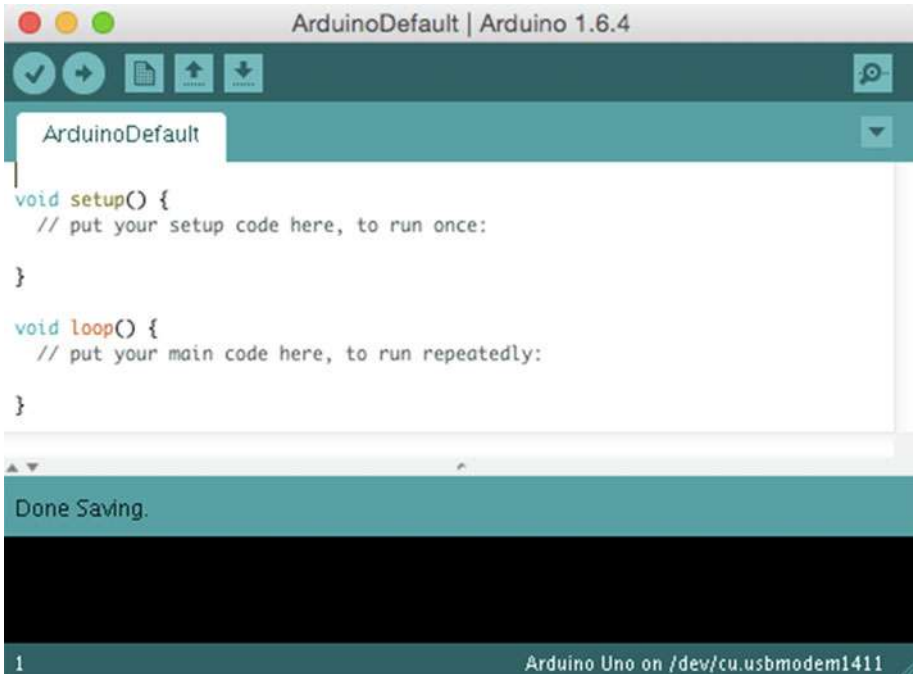 ArduinoDefault | Arduino 1.6.4
ArduinoDefault
void setup() {
  // put your setup code here, to run once:
}
void loop() {
  // put your main code here, to run repeatedly:
}
Done Saving.
1
Arduino Uno on /dev/cu.usbmodem1411